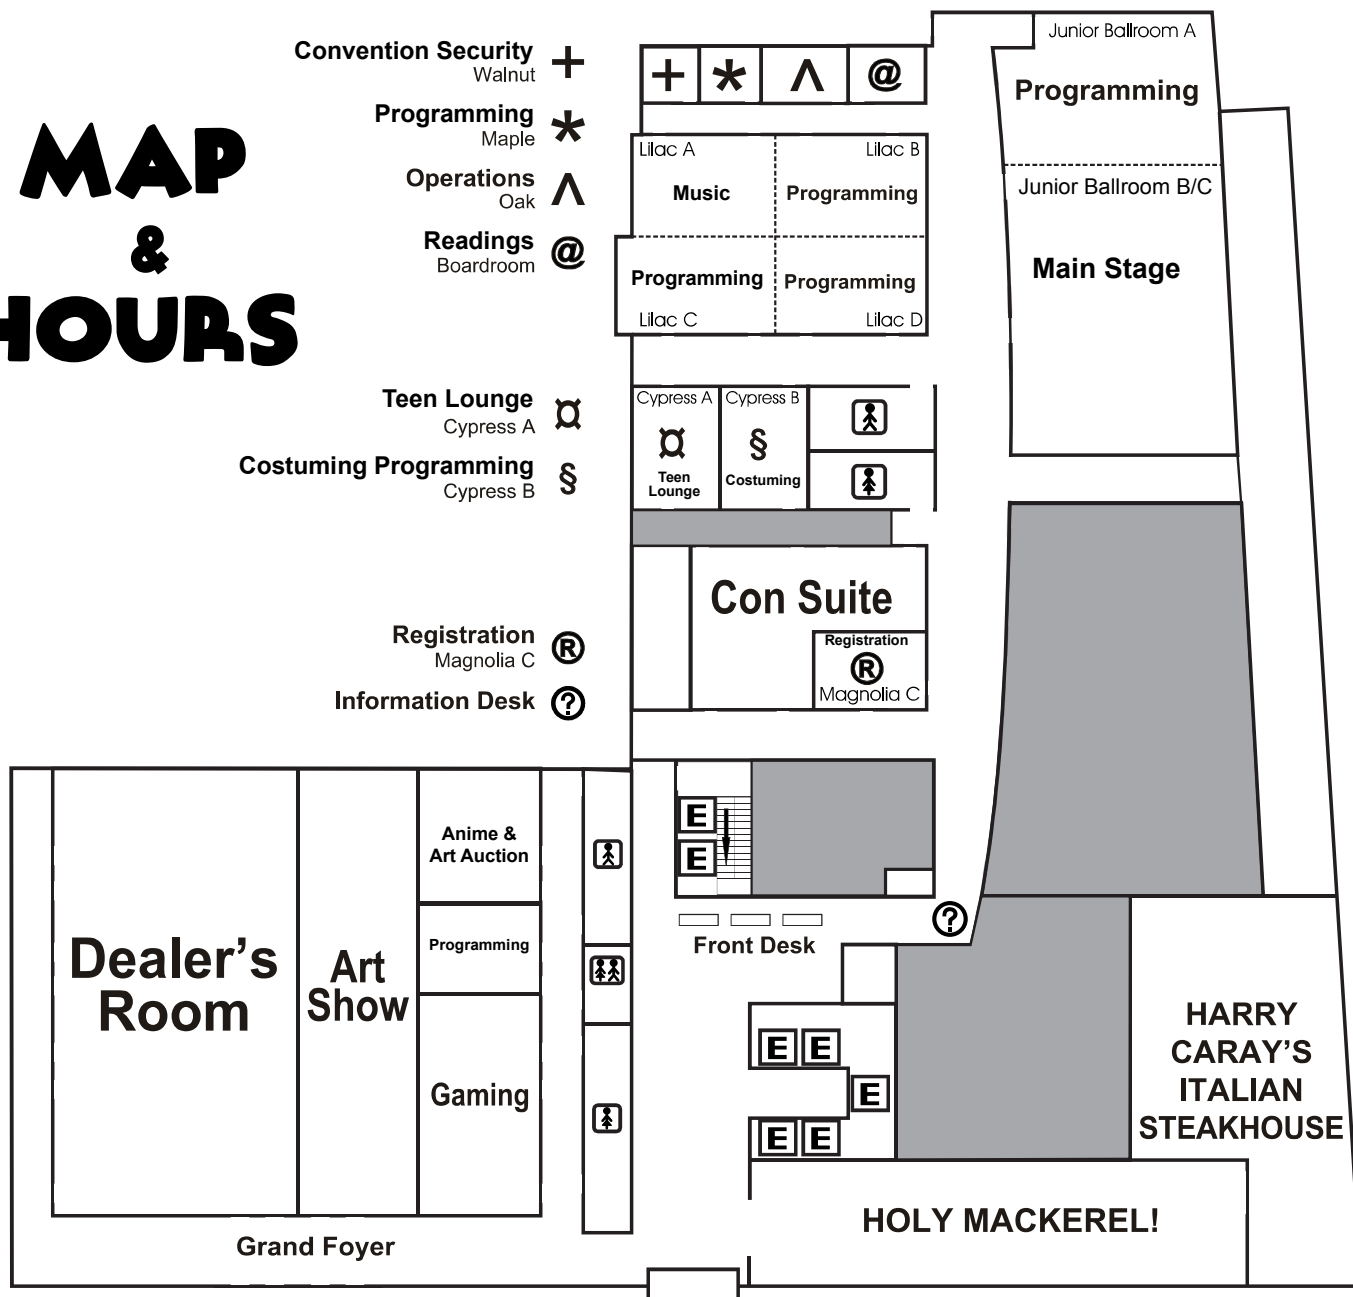 MAP
&
HOURS
Convention Security
Walnut
+
Programming
Maple
*
Operations
Oak
Λ
Readings
Boardroom
@
Teen Lounge
Cypress A
¤
Costuming Programming
Cypress B
§
Registration
Magnolia C
®
Information Desk
?
+ * Λ @
Junior Ballroom A
Programming
Junior Ballroom B/C
Main Stage
Lilac A
Music
Lilac B
Programming
Programming
Lilac C
Programming
Lilac D
Cypress A
¤
Teen
Lounge
Cypress B
§
Costuming
Con Suite
Registration
®
Magnolia C
E
E
?
Front Desk
Dealer's
Room
Art
Show
Anime &
Art Auction
Programming
Gaming
Grand Foyer
E E
E
E E
HARRY
CARAY'S
ITALIAN
STEAKHOUSE
HOLY MACKEREL!